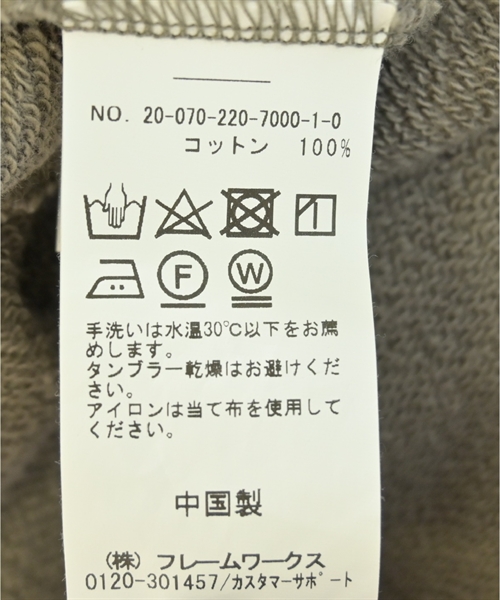 NO. 20-070-220-7000-1-0
コットン 100%
F W
手洗いは水温30℃以下をお薦
めします。
タンブラー乾燥はお避けくだ
さい。
アイロンは当て布を使用して
ください。
中国製
(株) フレームワークス
0120-301457/カスタマーサポート